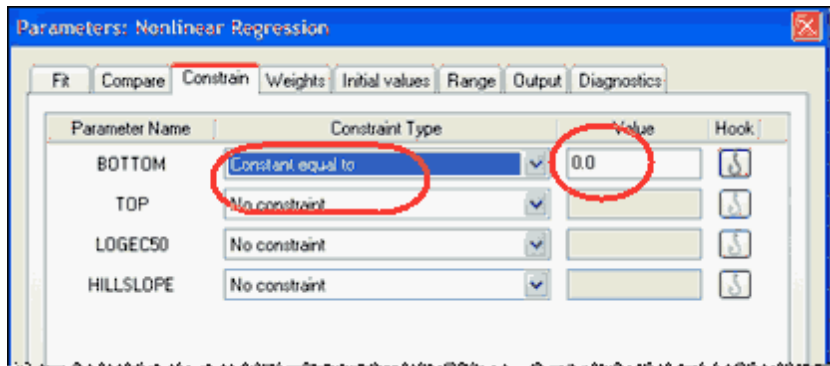 Parameters: Nonlinear Regression
Fit Compare Constrain Weights Initial values Range Output Diagnostics
Parameter Name Constraint Type Value Hook
BOTTOM Constant equal to 0.0
TOP No constraint
LOGEC50 No constraint
HILLSLOPE No constraint